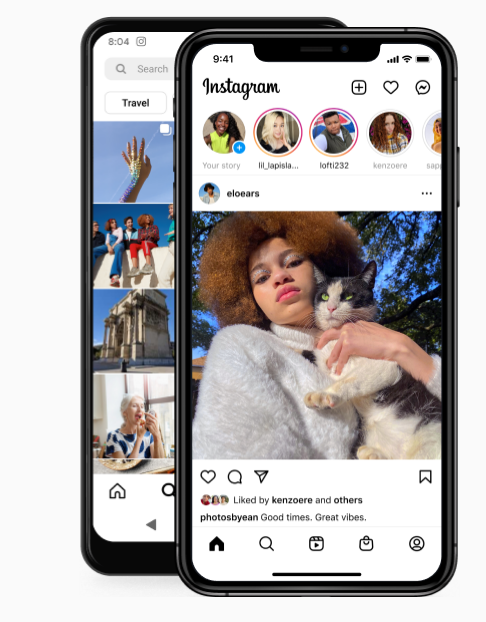 8:04
Search
Travel
9:41
Instagram
Your story
lil_lapisla...
lofti232
kenzoere
sapp
eloears
Liked by kenzoere and others
photosbyean Good times. Great vibes.